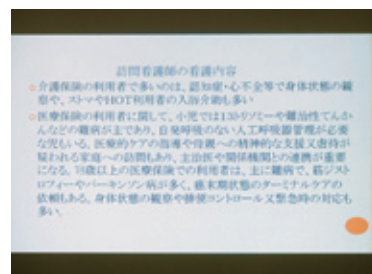 訪問看護師の看護内容
介護保険の利用者で多いのは、認知症・心不全等で身体状態の観
察や、ストマやHOT利用者の入浴介助も多い
医療保険の利用者に関して、小児では13トリソミーや難治性てんか
んなどの難病が主であり、自発呼吸のない人工呼吸器管理が必要
な児もいる。医療的ケアの指導や母親への精神的な支援又虐待が
疑われる家庭への訪問もあり、主治医や関係機関との連携が重要
になる。18歳以上の医療保険での利用者は、主に難病で、筋ジスト
ロフィーやパーキンソン病が多く、癌末期状態のターミナルケアの
依頼もある。身体状態の観察や排便コントロール又緊急時の対応も
多い。